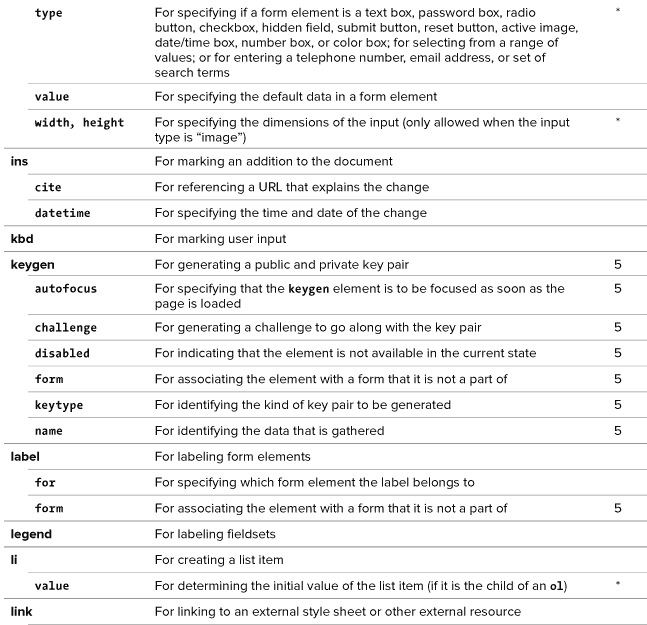 type For specifying if a form element is a text box, password box, radio *
button, checkbox, hidden field, submit button, reset button, active image,
date/time box, number box, or color box; for selecting from a range of
values; or for entering a telephone number, email address, or set of
search terms
value For specifying the default data in a form element
width, height For specifying the dimensions of the input (only allowed when the input *
type is “image”)
ins For marking an addition to the document
cite For referencing a URL that explains the change
datetime For specifying the time and date of the change
kbd For marking user input
keygen For generating a public and private key pair 5
autofocus For specifying that the keygen element is to be focused as soon as the 5
page is loaded
challenge For generating a challenge to go along with the key pair 5
disabled For indicating that the element is not available in the current state 5
form For associating the element with a form that it is not a part of 5
keytype For identifying the kind of key pair to be generated 5
name For identifying the data that is gathered 5
label For labeling form elements
for For specifying which form element the label belongs to
form For associating the element with a form that it is not a part of 5
legend For labeling fieldsets
li For creating a list item
value For determining the initial value of the list item (if it is the child of an ol) *
link For linking to an external style sheet or other external resource